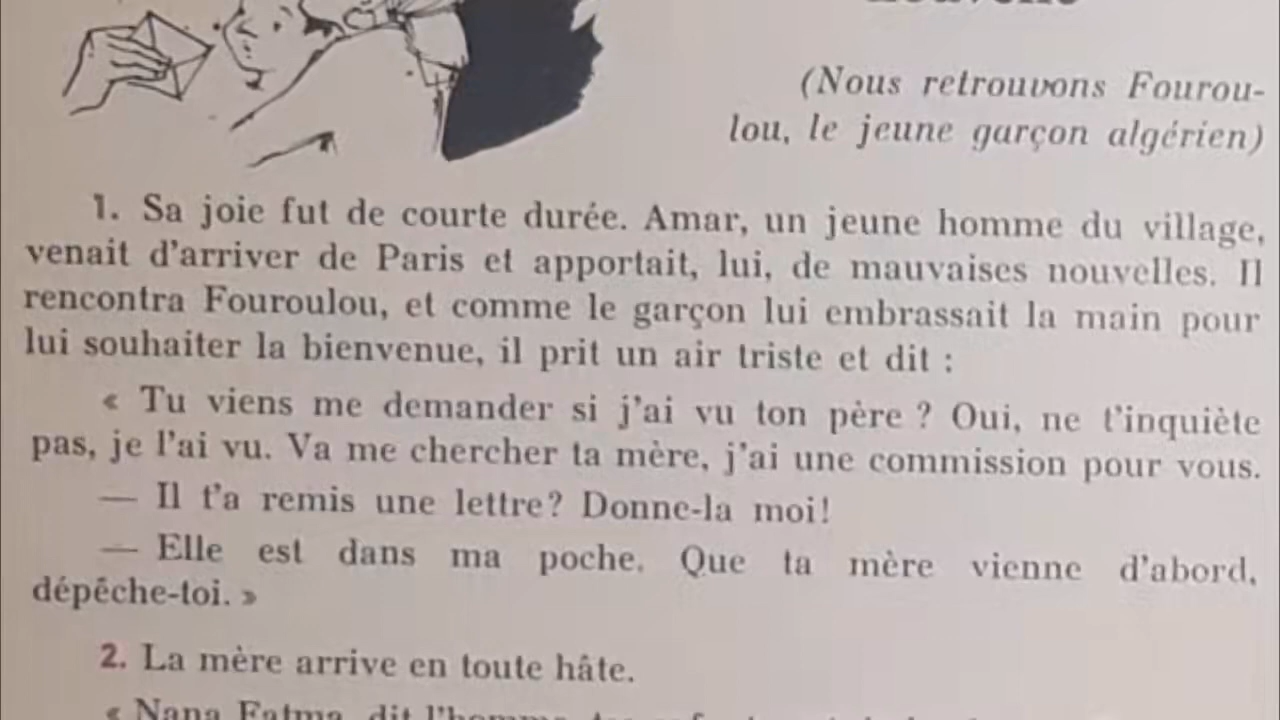 (Nous retrouvons Fourou-
lou, le jeune garçon algérien)
1. Sa joie fut de courte durée. Amar, un jeune homme du village,
venait d'arriver de Paris et apportait, lui, de mauvaises nouvelles. Il
rencontra Fouroulou, et comme le garçon lui embrassait la main pour
lui souhaiter la bienvenue, il prit un air triste et dit :
« Tu viens me demander si j'ai vu ton père ? Oui, ne t'inquiète
pas, je l'ai vu. Va me chercher ta mère, j'ai une commission pour vous.
— Il t'a remis une lettre? Donne-la moi!
— Elle est dans ma poche. Que ta mère vienne d'abord,
dépêche-toi. »
2. La mère arrive en toute hâte.
« Nana Fatma, dit l'homme,